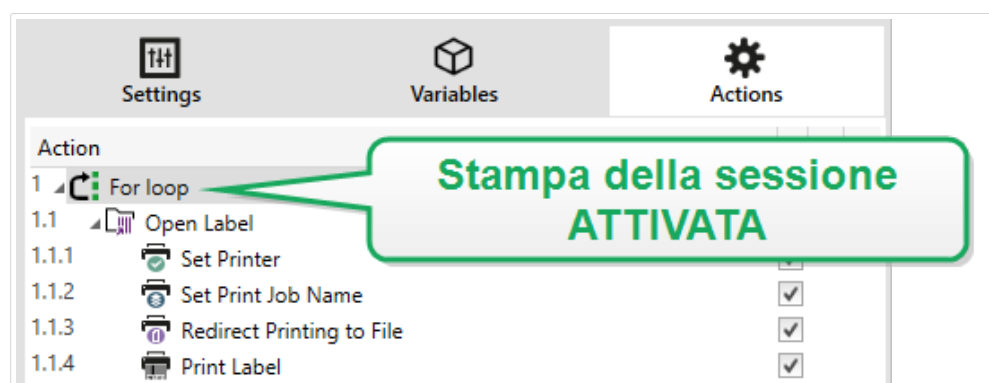 Settings Variables Actions
Action
Stampa della sessione
ATTIVATA
1 For loop
1.1 Open Label
1.1.1 Set Printer
1.1.2 Set Print Job Name
1.1.3 Redirect Printing to File
1.1.4 Print Label